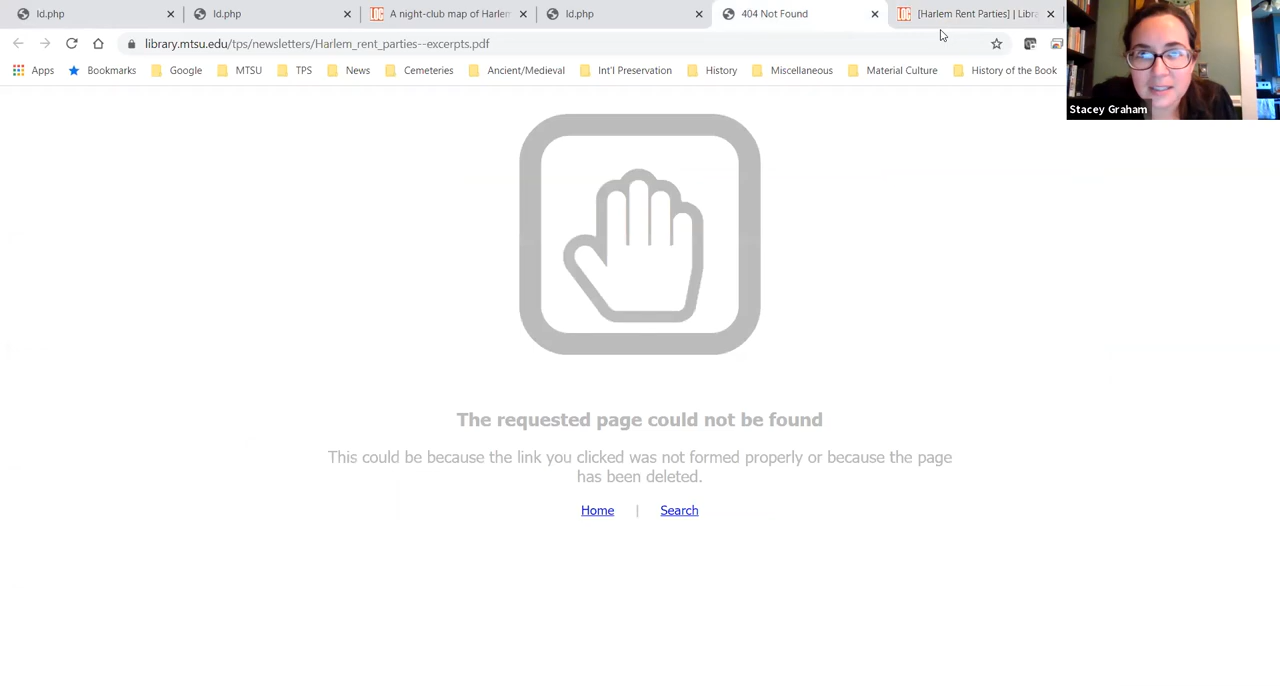 ld.php
ld.php
LOC A night-club map of Harlem
ld.php
404 Not Found
LOC [Harlem Rent Parties] | Libra
library.mtsu.edu/tps/newsletters/Harlem_rent_parties--excerpts.pdf
Apps Bookmarks Google MTSU TPS News Cemeteries Ancient/Medieval Int'l Preservation History Miscellaneous Material Culture History of the Book
Stacey Graham
The requested page could not be found
This could be because the link you clicked was not formed properly or because the page
has been deleted.
Home | Search